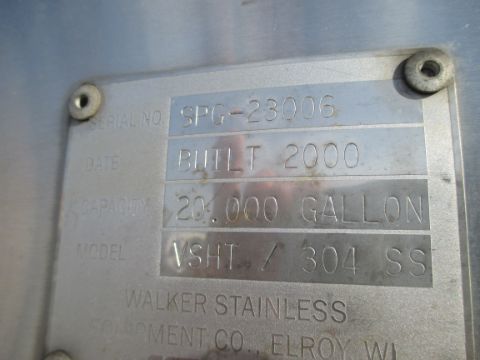 SERIAL NO. SPG-23006
DATE BUILT 2000
CAPACITY 20,000 GALLON
MODEL VSHT / 304 SS
WALKER STAINLESS
EQUIPMENT CO., ELROY, WI